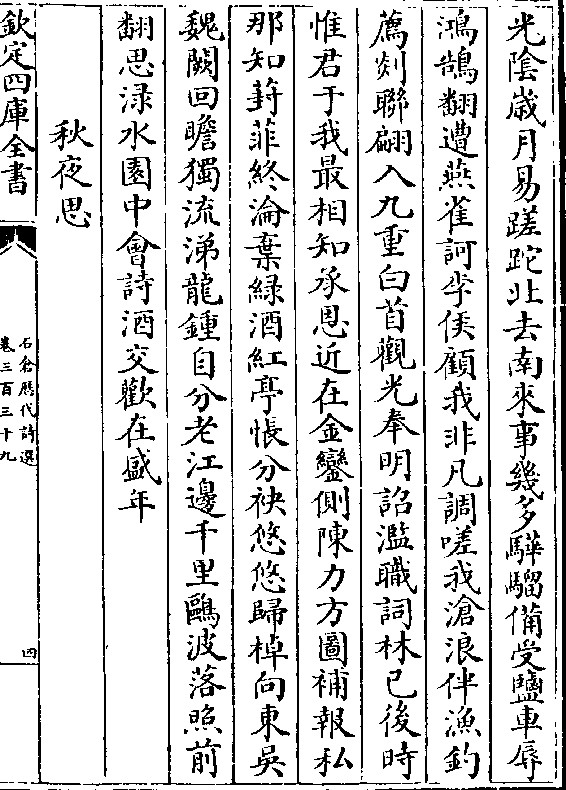 光陰歳月易蹉跎北去南來事幾多驊騮備受鹽車辱
鴻鵠翻遭燕雀訶李侯顧我非凡調嗟我滄浪伴漁釣
薦剡聯翩入九重白首觀光奉明詔濫職詞林已後時
惟君于我最相知承恩近在金鑾側陳力方圖補報私
那知葑菲終淪棄緑酒紅亭悵分袂悠悠歸棹向東吳
魏闕回瞻獨流涕龍鍾自分老江邊千里鷗波落照前
翻思渌水園中會詩酒交歡在盛年
秋夜思
欽定四庫全書
石倉歷代詩選
卷三百三十九
四